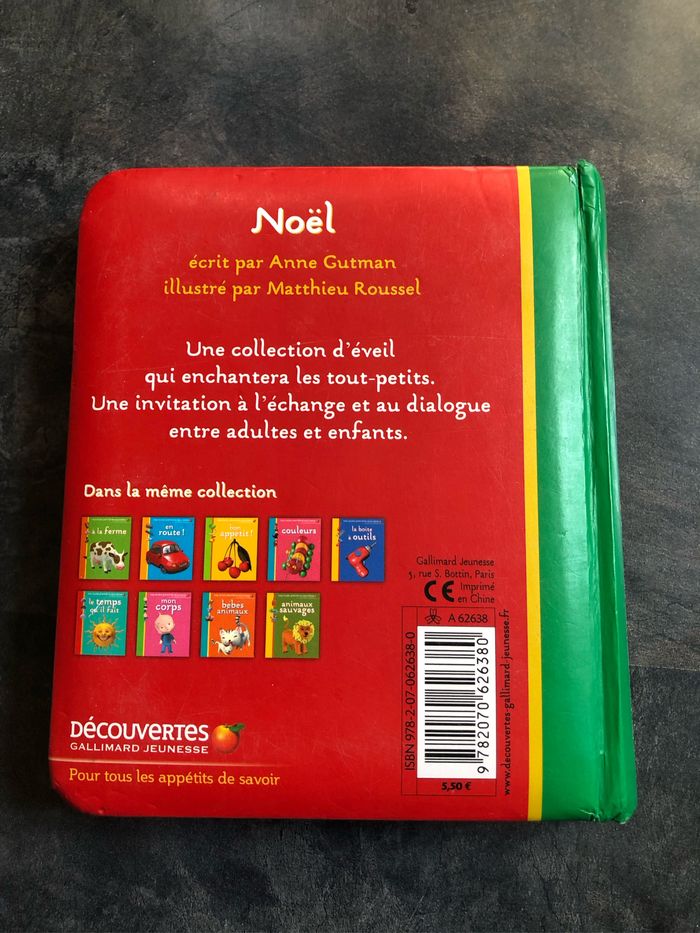 Noël
écrit par Anne Gutman
illustré par Matthieu Roussel
Une collection d'éveil
qui enchantera les tout-petits.
Une invitation à l'échange et au dialogue
entre adultes et enfants.
Dans la même collection
à la ferme
en
route !
bon
appétit !
couleurs
la boîte
à outils
le temps
qu'il fait
mon
corps
bébés
animaux
animaux
sauvages
Gallimard Jeunesse
5, rue S. Bottin, Paris
CE Imprimé
en Chine
A 62638
ISBN 978-2-07-062638-0
9 782070 626380
www.decouvertes-gallimard-jeunesse.fr
5,50 €
DÉCOUVERTES
GALLIMARD JEUNESSE
Pour tous les appétits de savoir